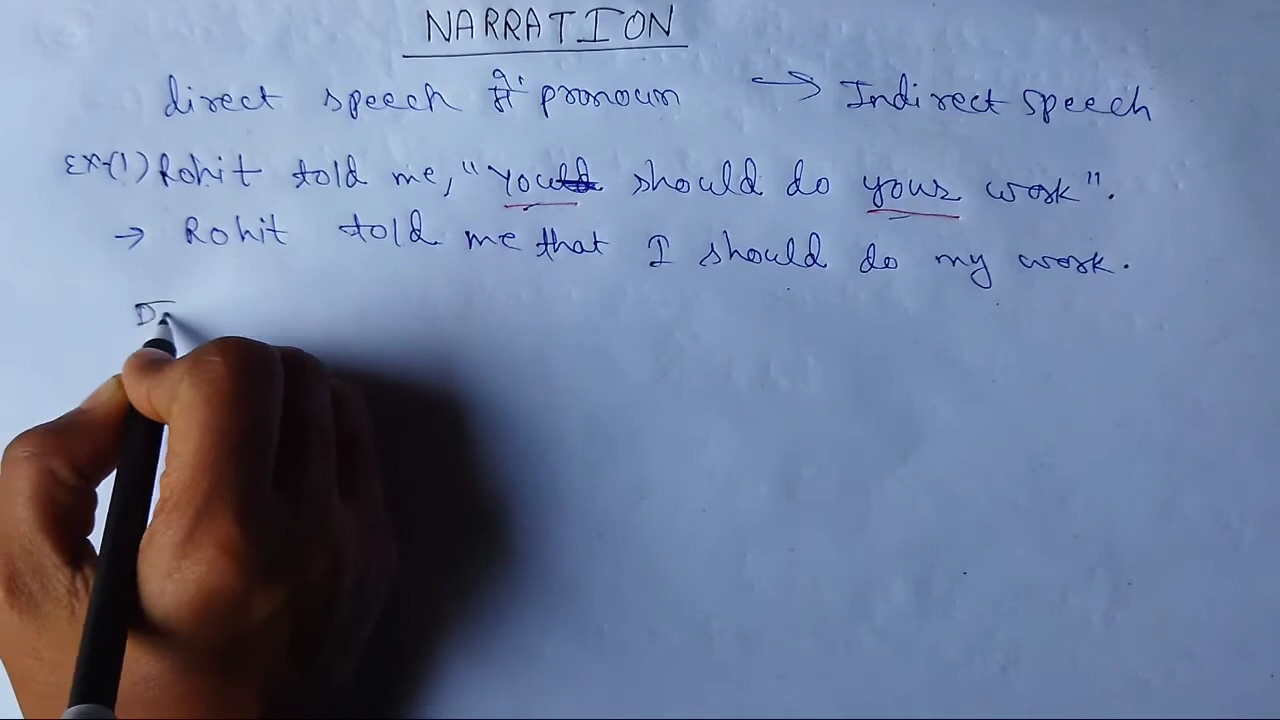 NARRATION
direct speech में pronoun → Indirect speech
Ex-(1) Rohit told me, "You should do your work".
→ Rohit told me that I should do my work.
D